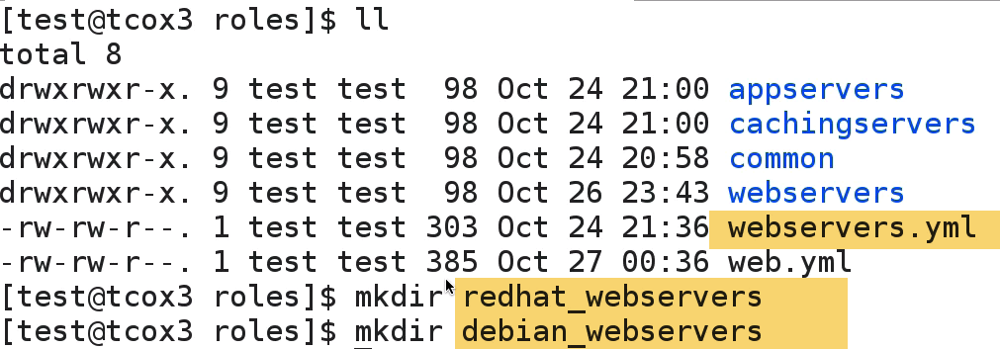 [test@tcox3 roles]$ ll
total 8
drwxrwxr-x. 9 test test  98 Oct 24 21:00 appservers
drwxrwxr-x. 9 test test  98 Oct 24 21:00 cachingservers
drwxrwxr-x. 9 test test  98 Oct 24 20:58 common
drwxrwxr-x. 9 test test  98 Oct 26 23:43 webservers
-rw-rw-r--. 1 test test 303 Oct 24 21:36 webservers.yml
-rw-rw-r--. 1 test test 385 Oct 27 00:36 web.yml
[test@tcox3 roles]$ mkdir redhat_webservers
[test@tcox3 roles]$ mkdir debian_webservers